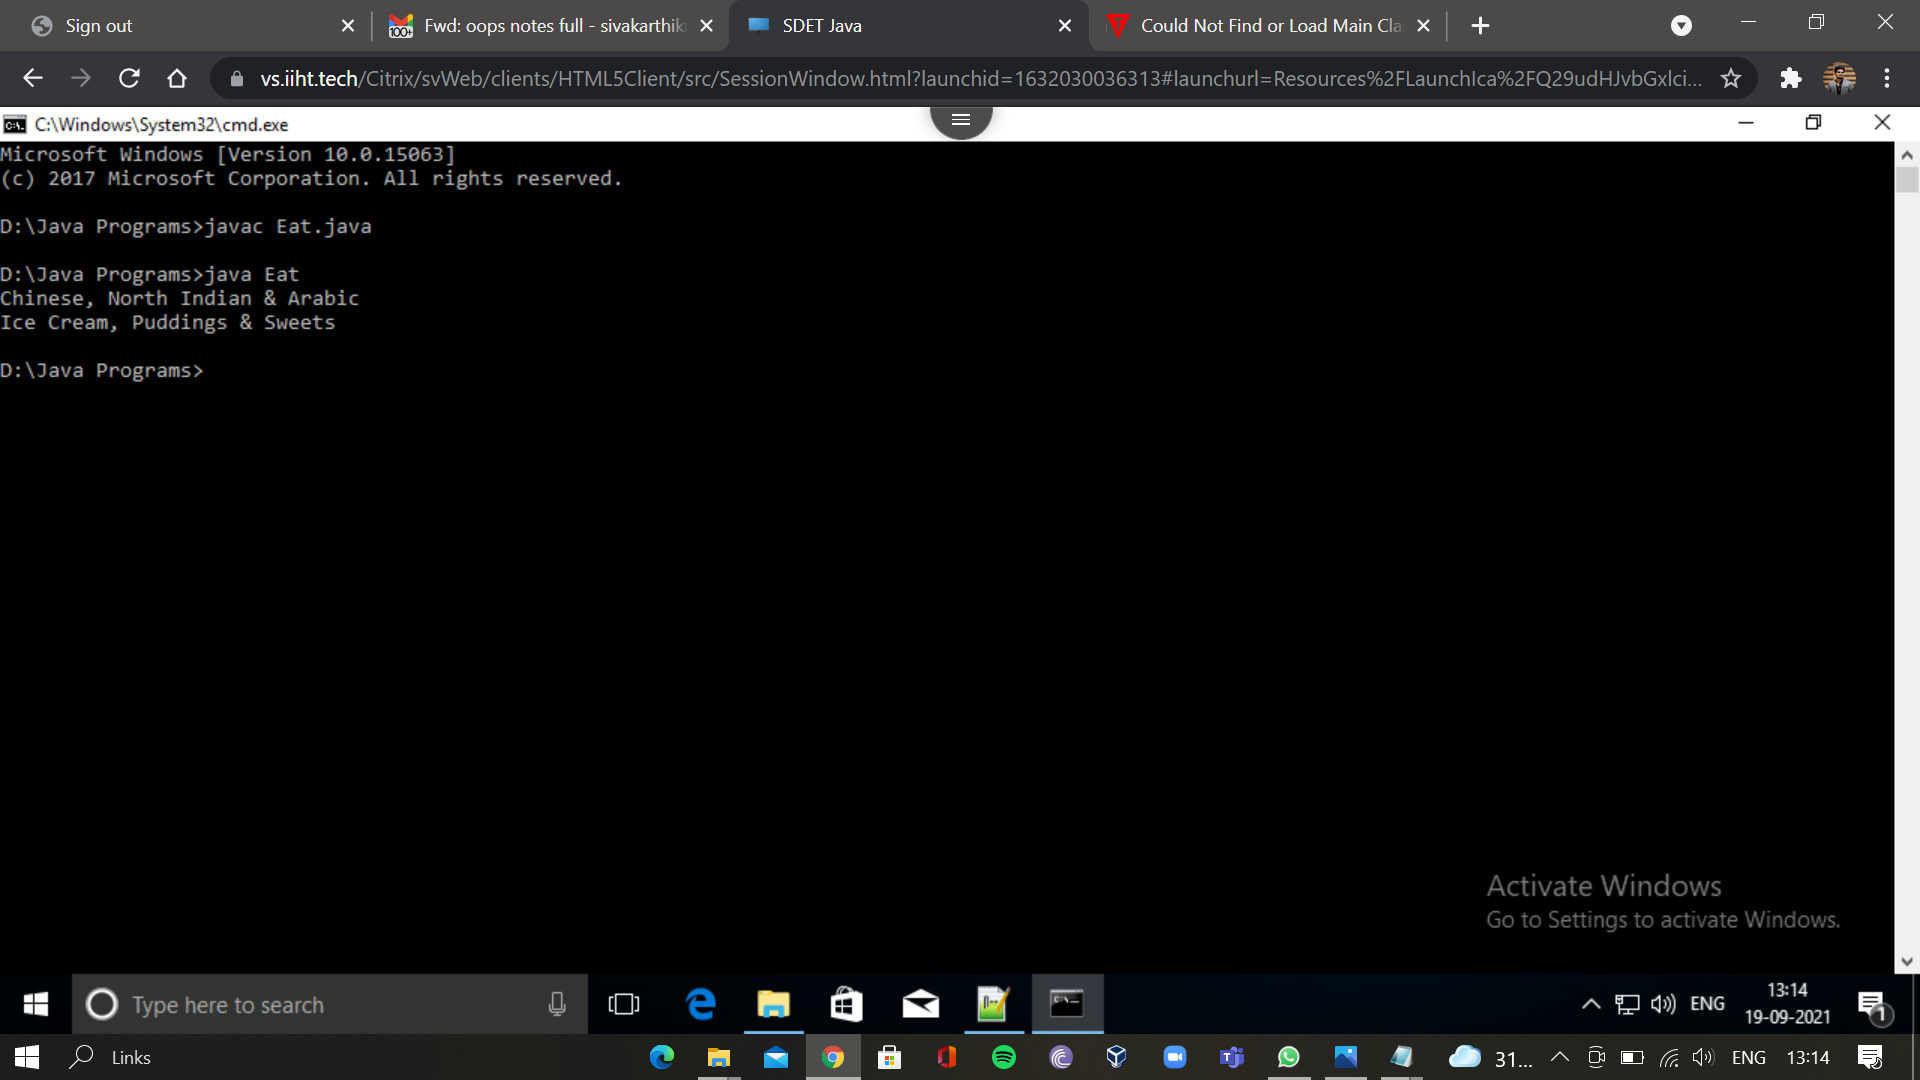 Sign out
Fwd: oops notes full - sivakarthik
SDET Java
Could Not Find or Load Main Cla
vs.iiht.tech/Citrix/svWeb/clients/HTML5Client/src/SessionWindow.html?launchid=1632030036313#launchurl=Resources%2FLaunchIca%2FQ29udHJvbGxlci...
C:\Windows\System32\cmd.exe
Microsoft Windows [Version 10.0.15063]
(c) 2017 Microsoft Corporation. All rights reserved.
D:\Java Programs>javac Eat.java
D:\Java Programs>java Eat
Chinese, North Indian & Arabic
Ice Cream, Puddings & Sweets
D:\Java Programs>
Activate Windows
Go to Settings to activate Windows.
Type here to search
ENG
13:14
19-09-2021
1
Links
31...
ENG
13:14